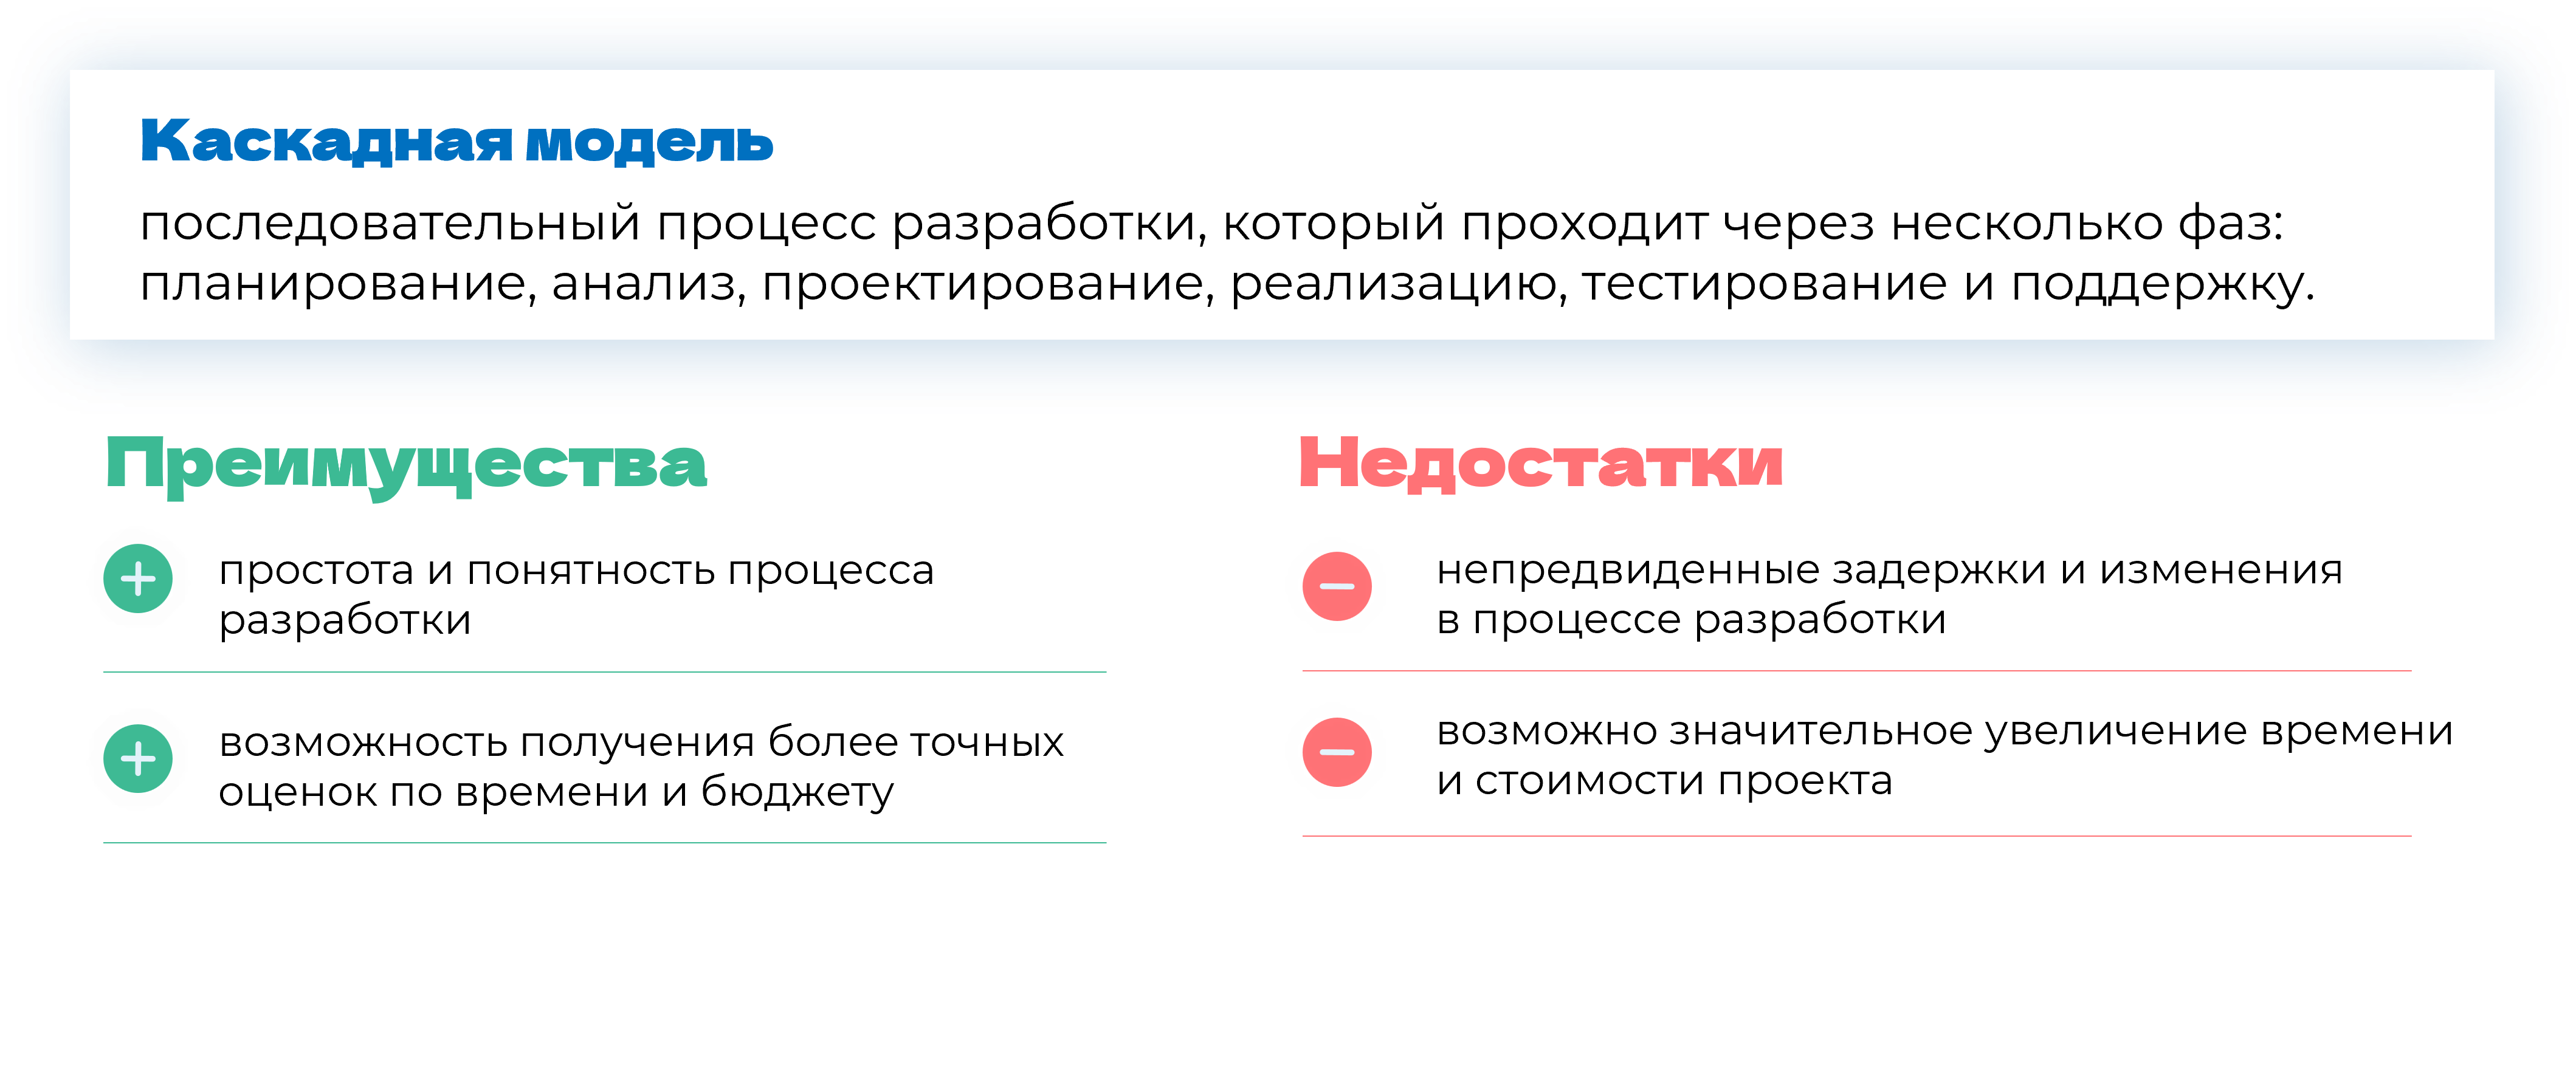 Каскадная модель
последовательный процесс разработки, который проходит через несколько фаз:
планирование, анализ, проектирование, реализацию, тестирование и поддержку.
Преимущества
простота и понятность процесса
разработки
возможность получения более точных
оценок по времени и бюджету
Недостатки
непредвиденные задержки и изменения
в процессе разработки
возможно значительное увеличение времени
и стоимости проекта